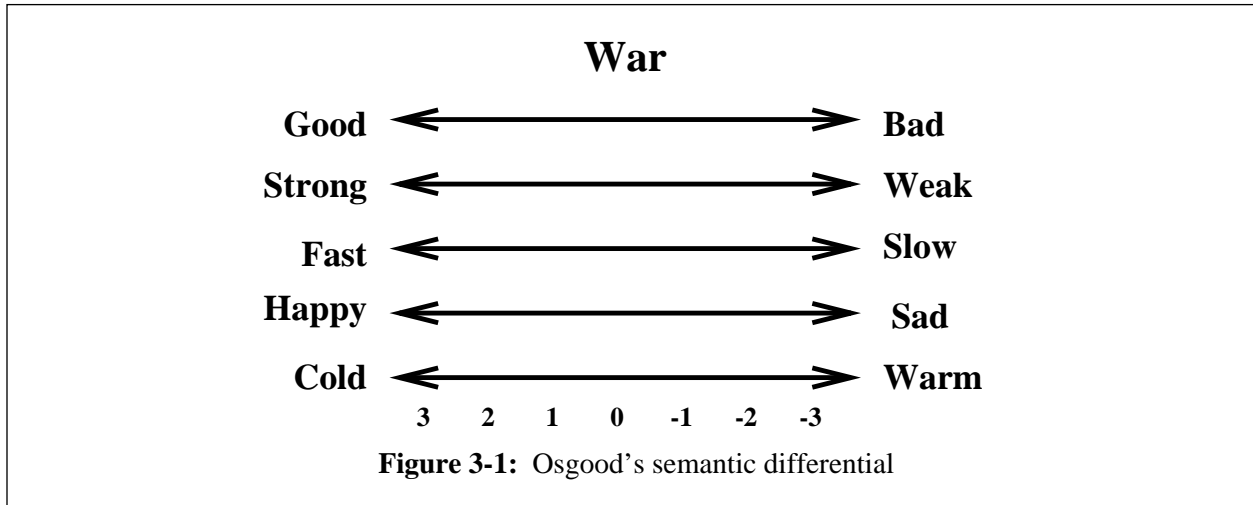 War
Good Bad
Strong Weak
Fast Slow
Happy Sad
Cold Warm
3 2 1 0 -1 -2 -3
Figure 3-1: Osgood's semantic differential